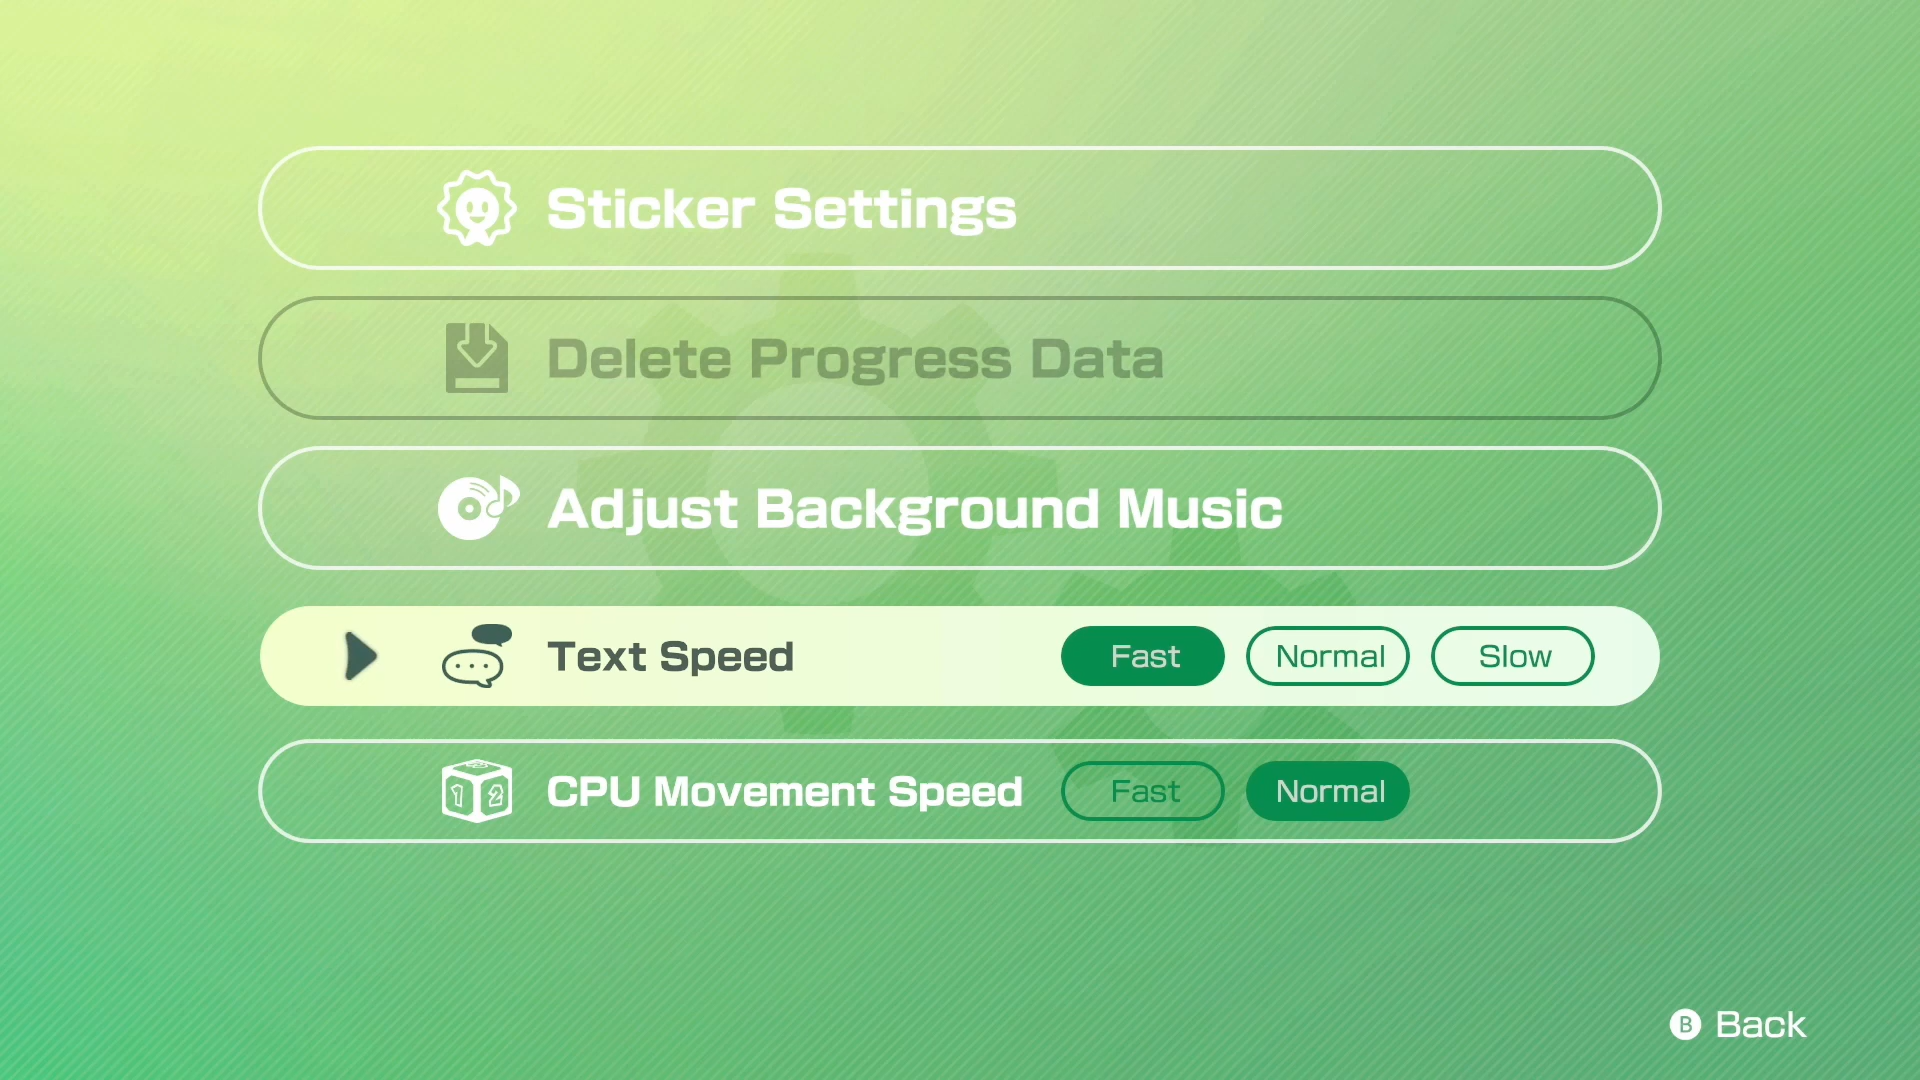 Sticker Settings
Delete Progress Data
Adjust Background Music
Text Speed Fast Normal Slow
CPU Movement Speed Fast Normal
B Back